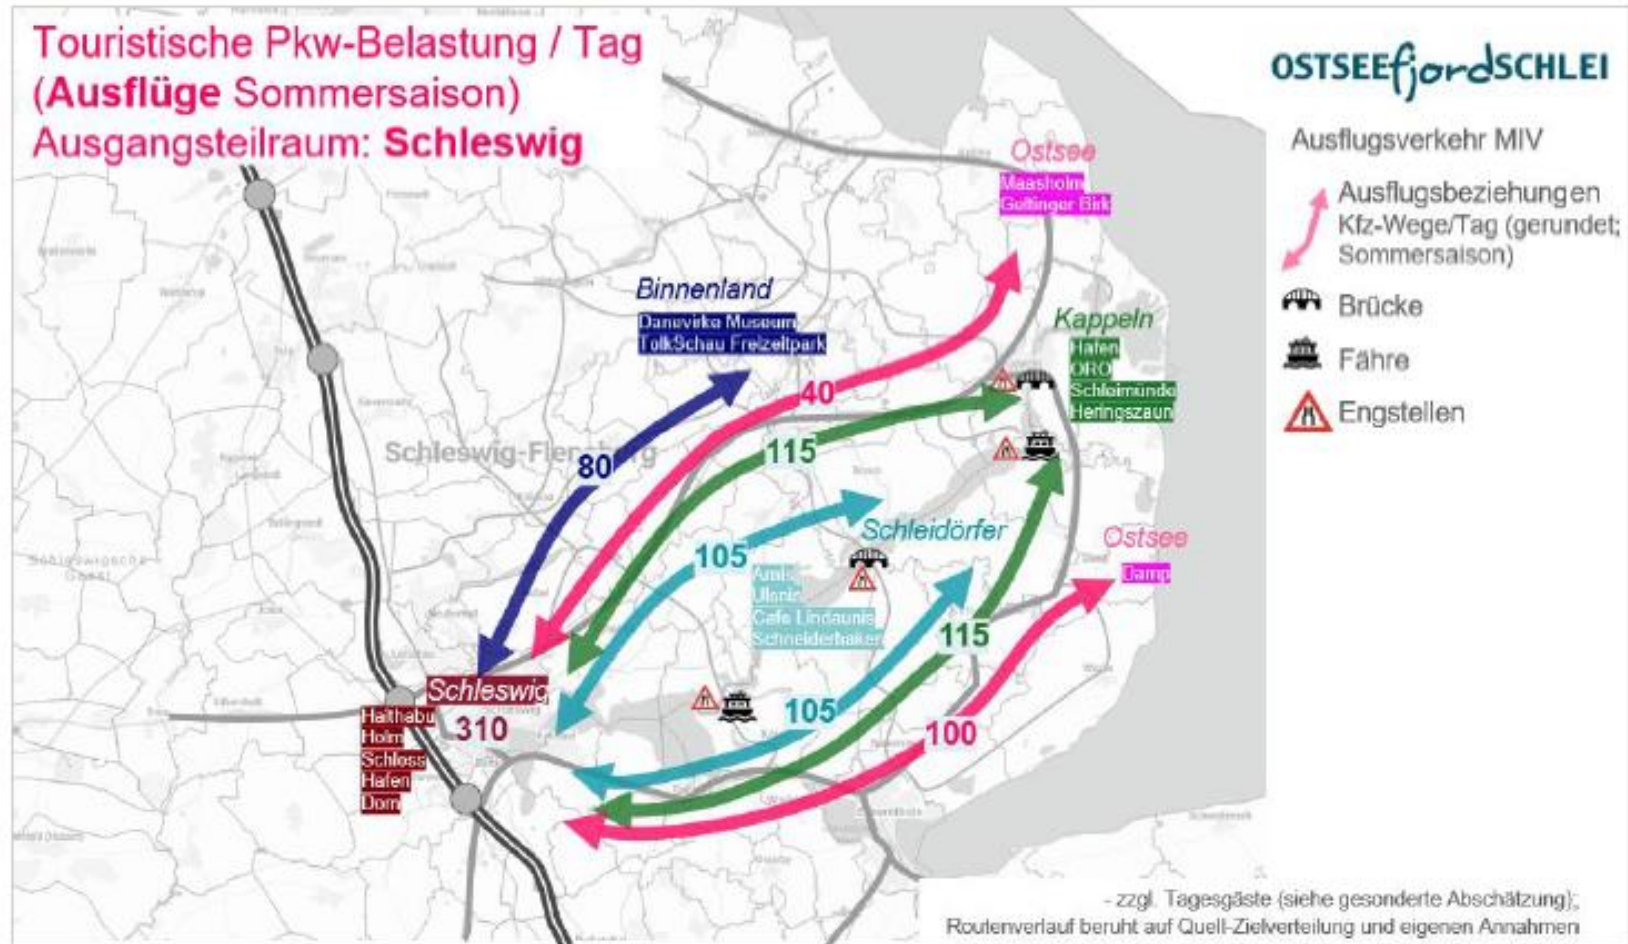 Touristische Pkw-Belastung / Tag
(Ausflüge Sommersaison)
Ausgangsteilraum: Schleswig
OSTSEEfjordSCHLEI
Ausflugsverkehr MIV
Ausflugsbeziehungen
Kfz-Wege/Tag (gerundet;
Sommersaison)
Brücke
Fähre
Engstellen
Ostsee
Maasholm
Geltinger Birk
Binnenland
Danevirke Museum
TolkSchau Freizeitpark
Kappeln
Hafen
ORO
Schleimünde
Heringszaun
40
115
80
Schleswig-Flensburg
105
Schleidörfer
Arnis
Ulsnis
Cafe Lindaunis
Schneiderhaken
Ostsee
Damp
115
105
100
Schleswig
310
Haithabu
Holm
Schloss
Hafen
Dom
- zzgl. Tagesgäste (siehe gesonderte Abschätzung);
Routenverlauf beruht auf Quell-Zielverteilung und eigenen Annahmen